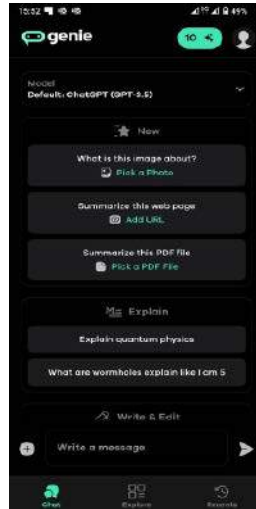 15:52 49%
genie 10
Model
Default: ChatGPT (GPT-3.5)
New
What is this image about?
Pick a Photo
Summarize this web page
Add URL
Summarize this PDF file
Pick a PDF File
Explain
Explain quantum physics
What are wormholes explain like I am 5
Write & Edit
Write a message
Chat Explore Rewards